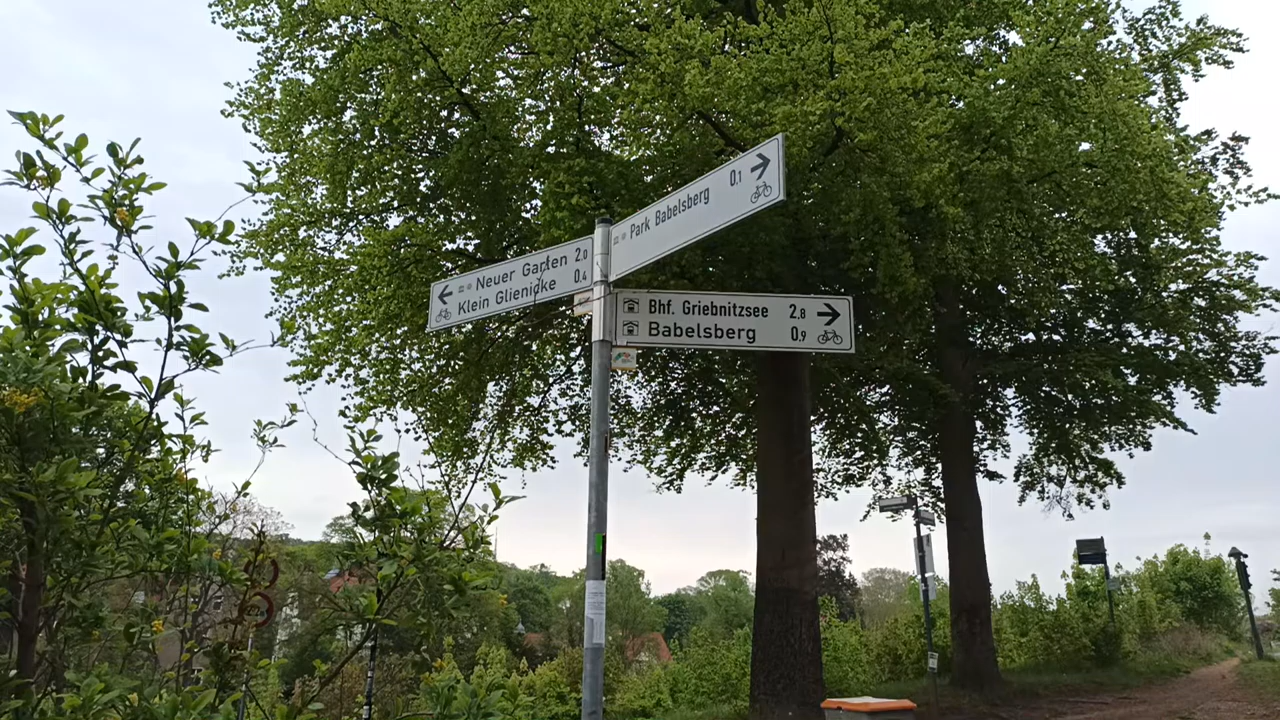 Park Babelsberg 0,1
Neuer Garten 2,0
Klein Glienicke 0,4
Bhf. Griebnitzsee 2,8
Babelsberg 0,9